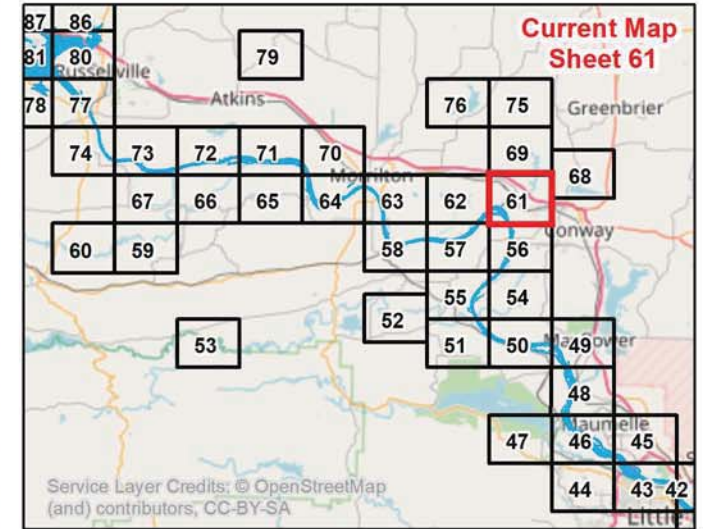 87 86
Current Map
Sheet 61
81 80 79
Russellville
78 77 Atkins 76 75 Greenbrier
74 73 72 71 70 69 68
Morrilton
67 66 65 64 63 62 61
Conway
60 59 58 57 56
55 54
52
53 51 50 49
Mayflower
48
Maumelle
47 46 45
Service Layer Credits: © OpenStreetMap
(and) contributors, CC-BY-SA
44 43 42
Little